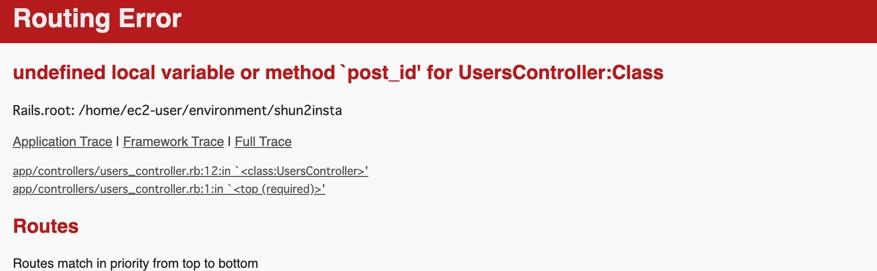 Routing Error
undefined local variable or method `post_id' for UsersController:Class
Rails.root: /home/ec2-user/environment/shun2insta
Application Trace | Framework Trace | Full Trace
app/controllers/users_controller.rb:12:in `<class:UsersController>'
app/controllers/users_controller.rb:1:in `<top (required)>'
Routes
Routes match in priority from top to bottom